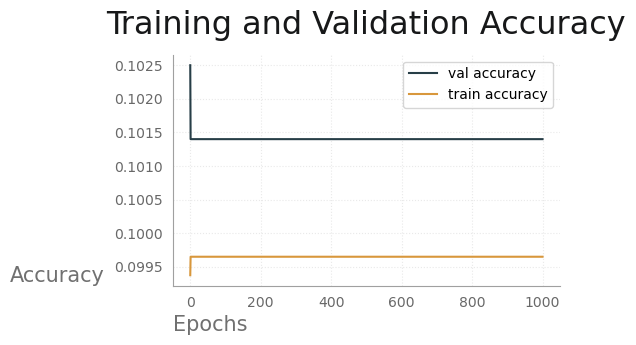 Training and Validation Accuracy
val accuracy
train accuracy
0.1025
0.1020
0.1015
0.1010
0.1005
0.1000
0.0995
Accuracy
0 200 400 600 800 1000
Epochs